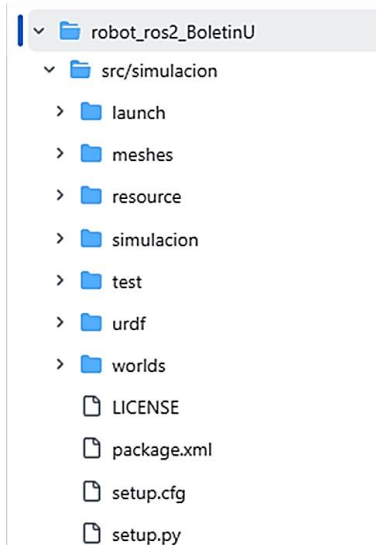 robot_ros2_BoletinU
src/simulacion
launch
meshes
resource
simulacion
test
urdf
worlds
LICENSE
package.xml
setup.cfg
setup.py